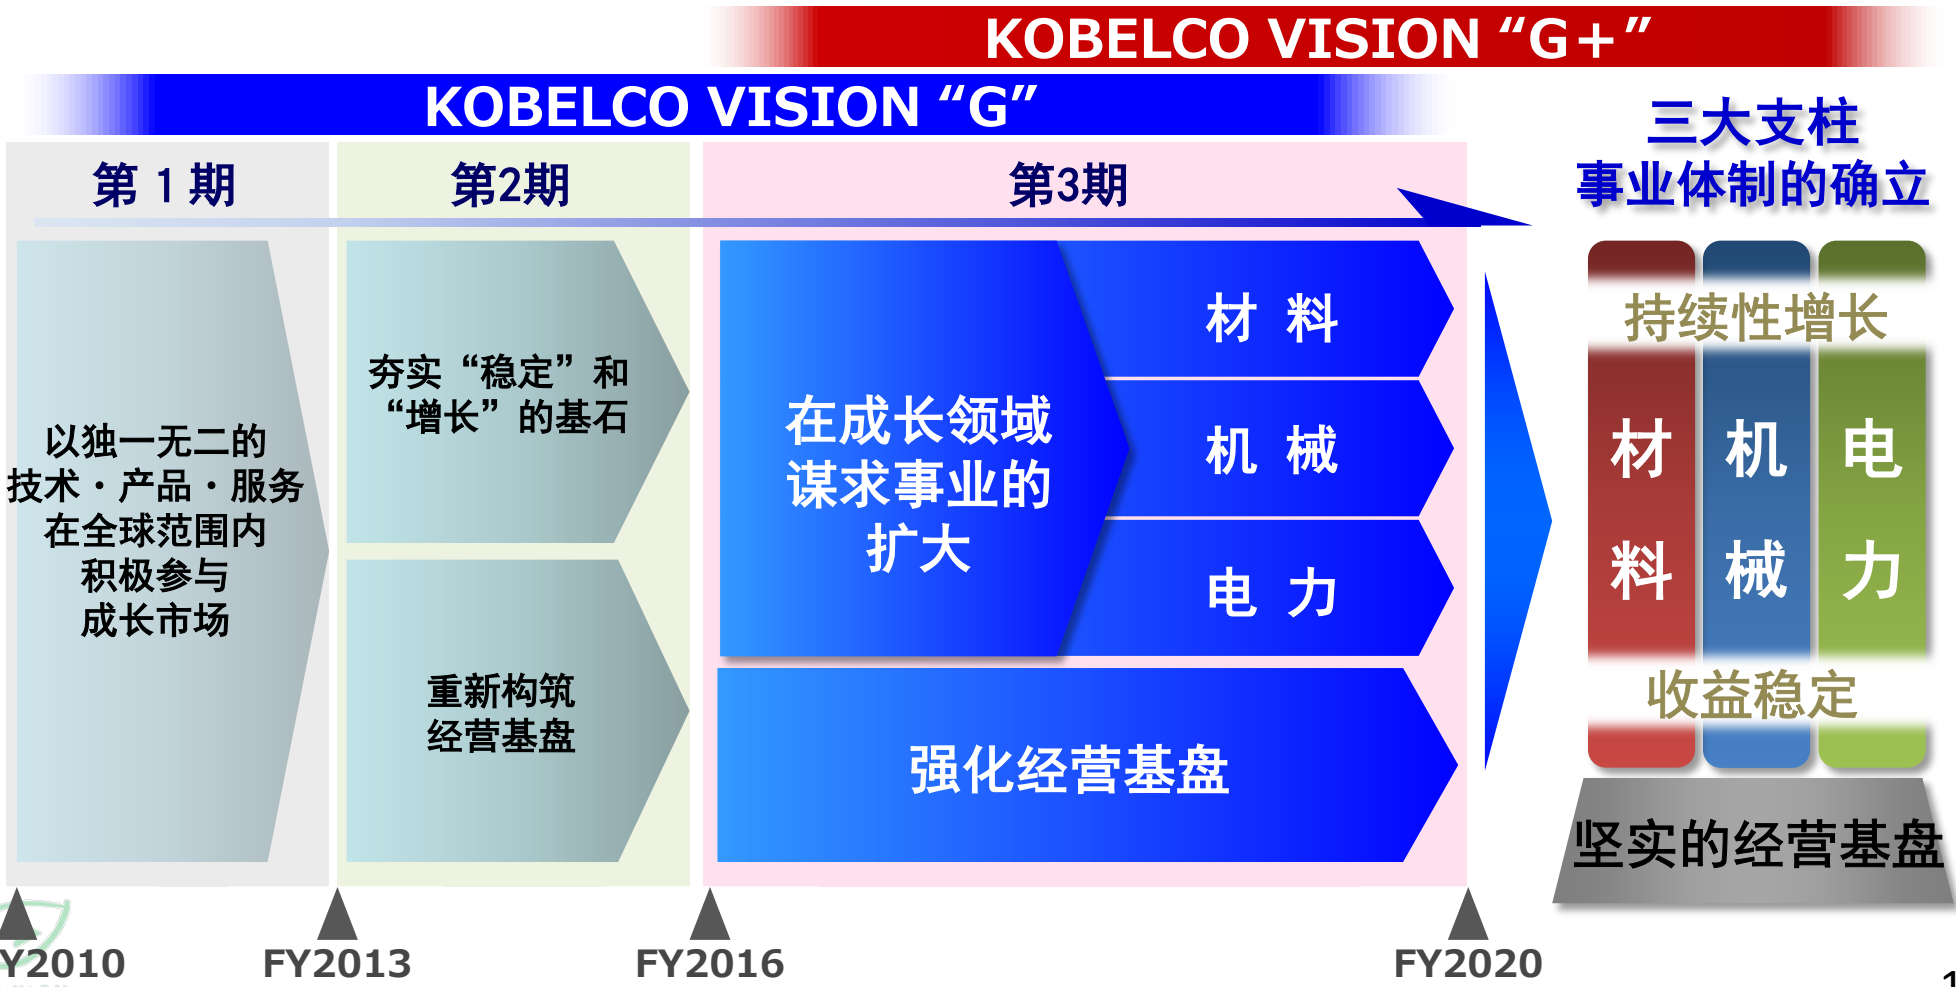 KOBELCO VISION “G+”
KOBELCO VISION “G”
第 1 期
第2期
第3期
三大支柱
事业体制的确立
以独一无二的
技术・产品・服务
在全球范围内
积极参与
成长市场
夯实“稳定”和
“增长”的基石
重新构筑
经营基盘
在成长领域
谋求事业的
扩大
材 料
机 械
电 力
强化经营基盘
持续性增长
材料
机械
电力
收益稳定
坚实的经营基盘
Y2010
FY2013
FY2016
FY2020
1